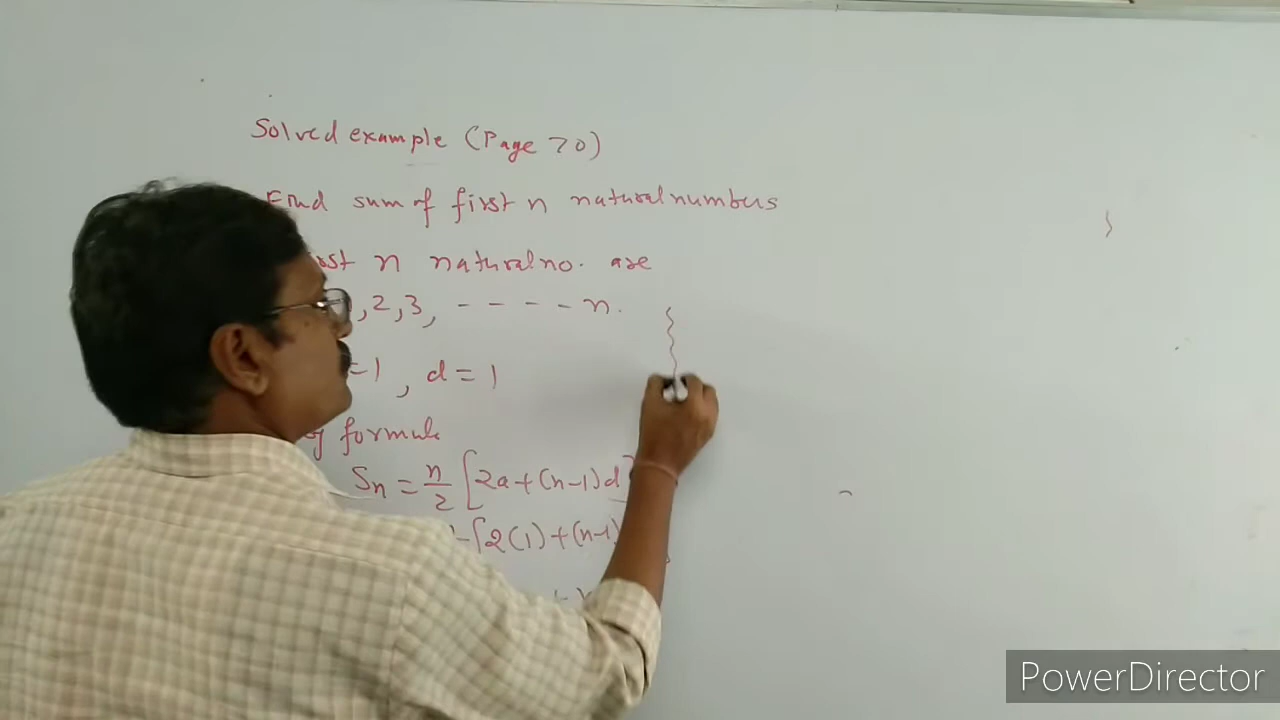 Solved example (Page 70)
Find sum of first n natural numbers
n natural no. are
, 2, 3, - - - - n.
=1, d = 1
formula
Sn = n/2 [2a+(n-1)d]
[2(1)+(n-1)
PowerDirector